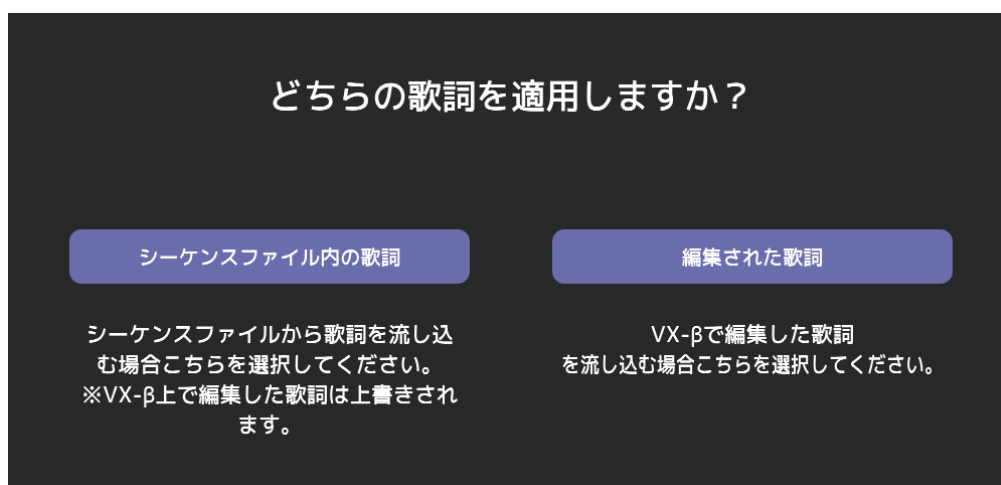 どちらの歌詞を適用しますか？
シーケンスファイル内の歌詞
シーケンスファイルから歌詞を流し込
む場合こちらを選択してください。
※VX-β上で編集した歌詞は上書きされ
ます。
編集された歌詞
VX-βで編集した歌詞
を流し込む場合こちらを選択してください。